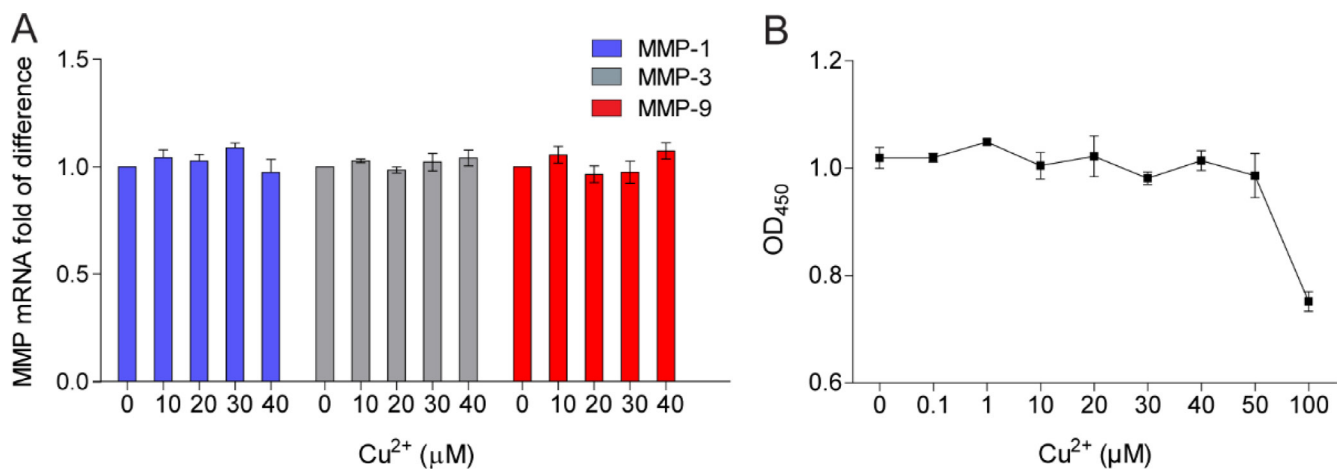 A
MMP mRNA fold of difference
1.5
1.0
0.5
0.0
MMP-1
MMP-3
MMP-9
0 10 20 30 40 0 10 20 30 40 0 10 20 30 40
Cu²⁺ (μM)
B
OD₄₅₀
1.2
1.0
0.8
0.6
0 0.1 1 10 20 30 40 50 100
Cu²⁺ (µM)